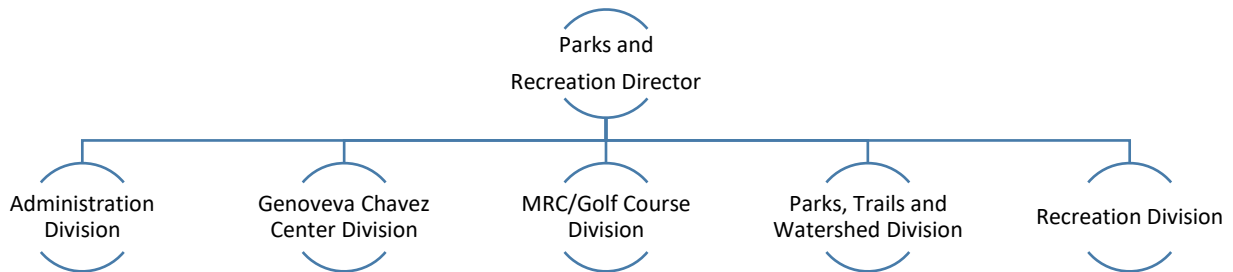 Parks and
Recreation Director
Administration
Division
Genoveva Chavez
Center Division
MRC/Golf Course
Division
Parks, Trails and
Watershed Division
Recreation Division